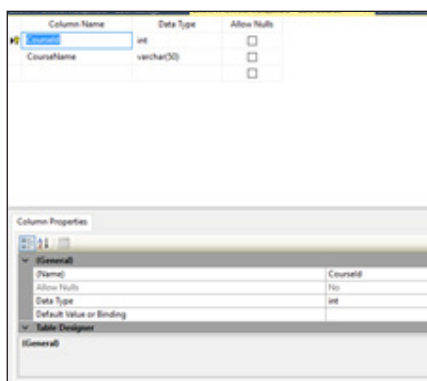 Column Name Data Type Allow Nulls
CourseId int
CourseName varchar(50)
Column Properties
(General)
(Name) CourseId
Allow Nulls No
Data Type int
Default Value or Binding
Table Designer
(General)